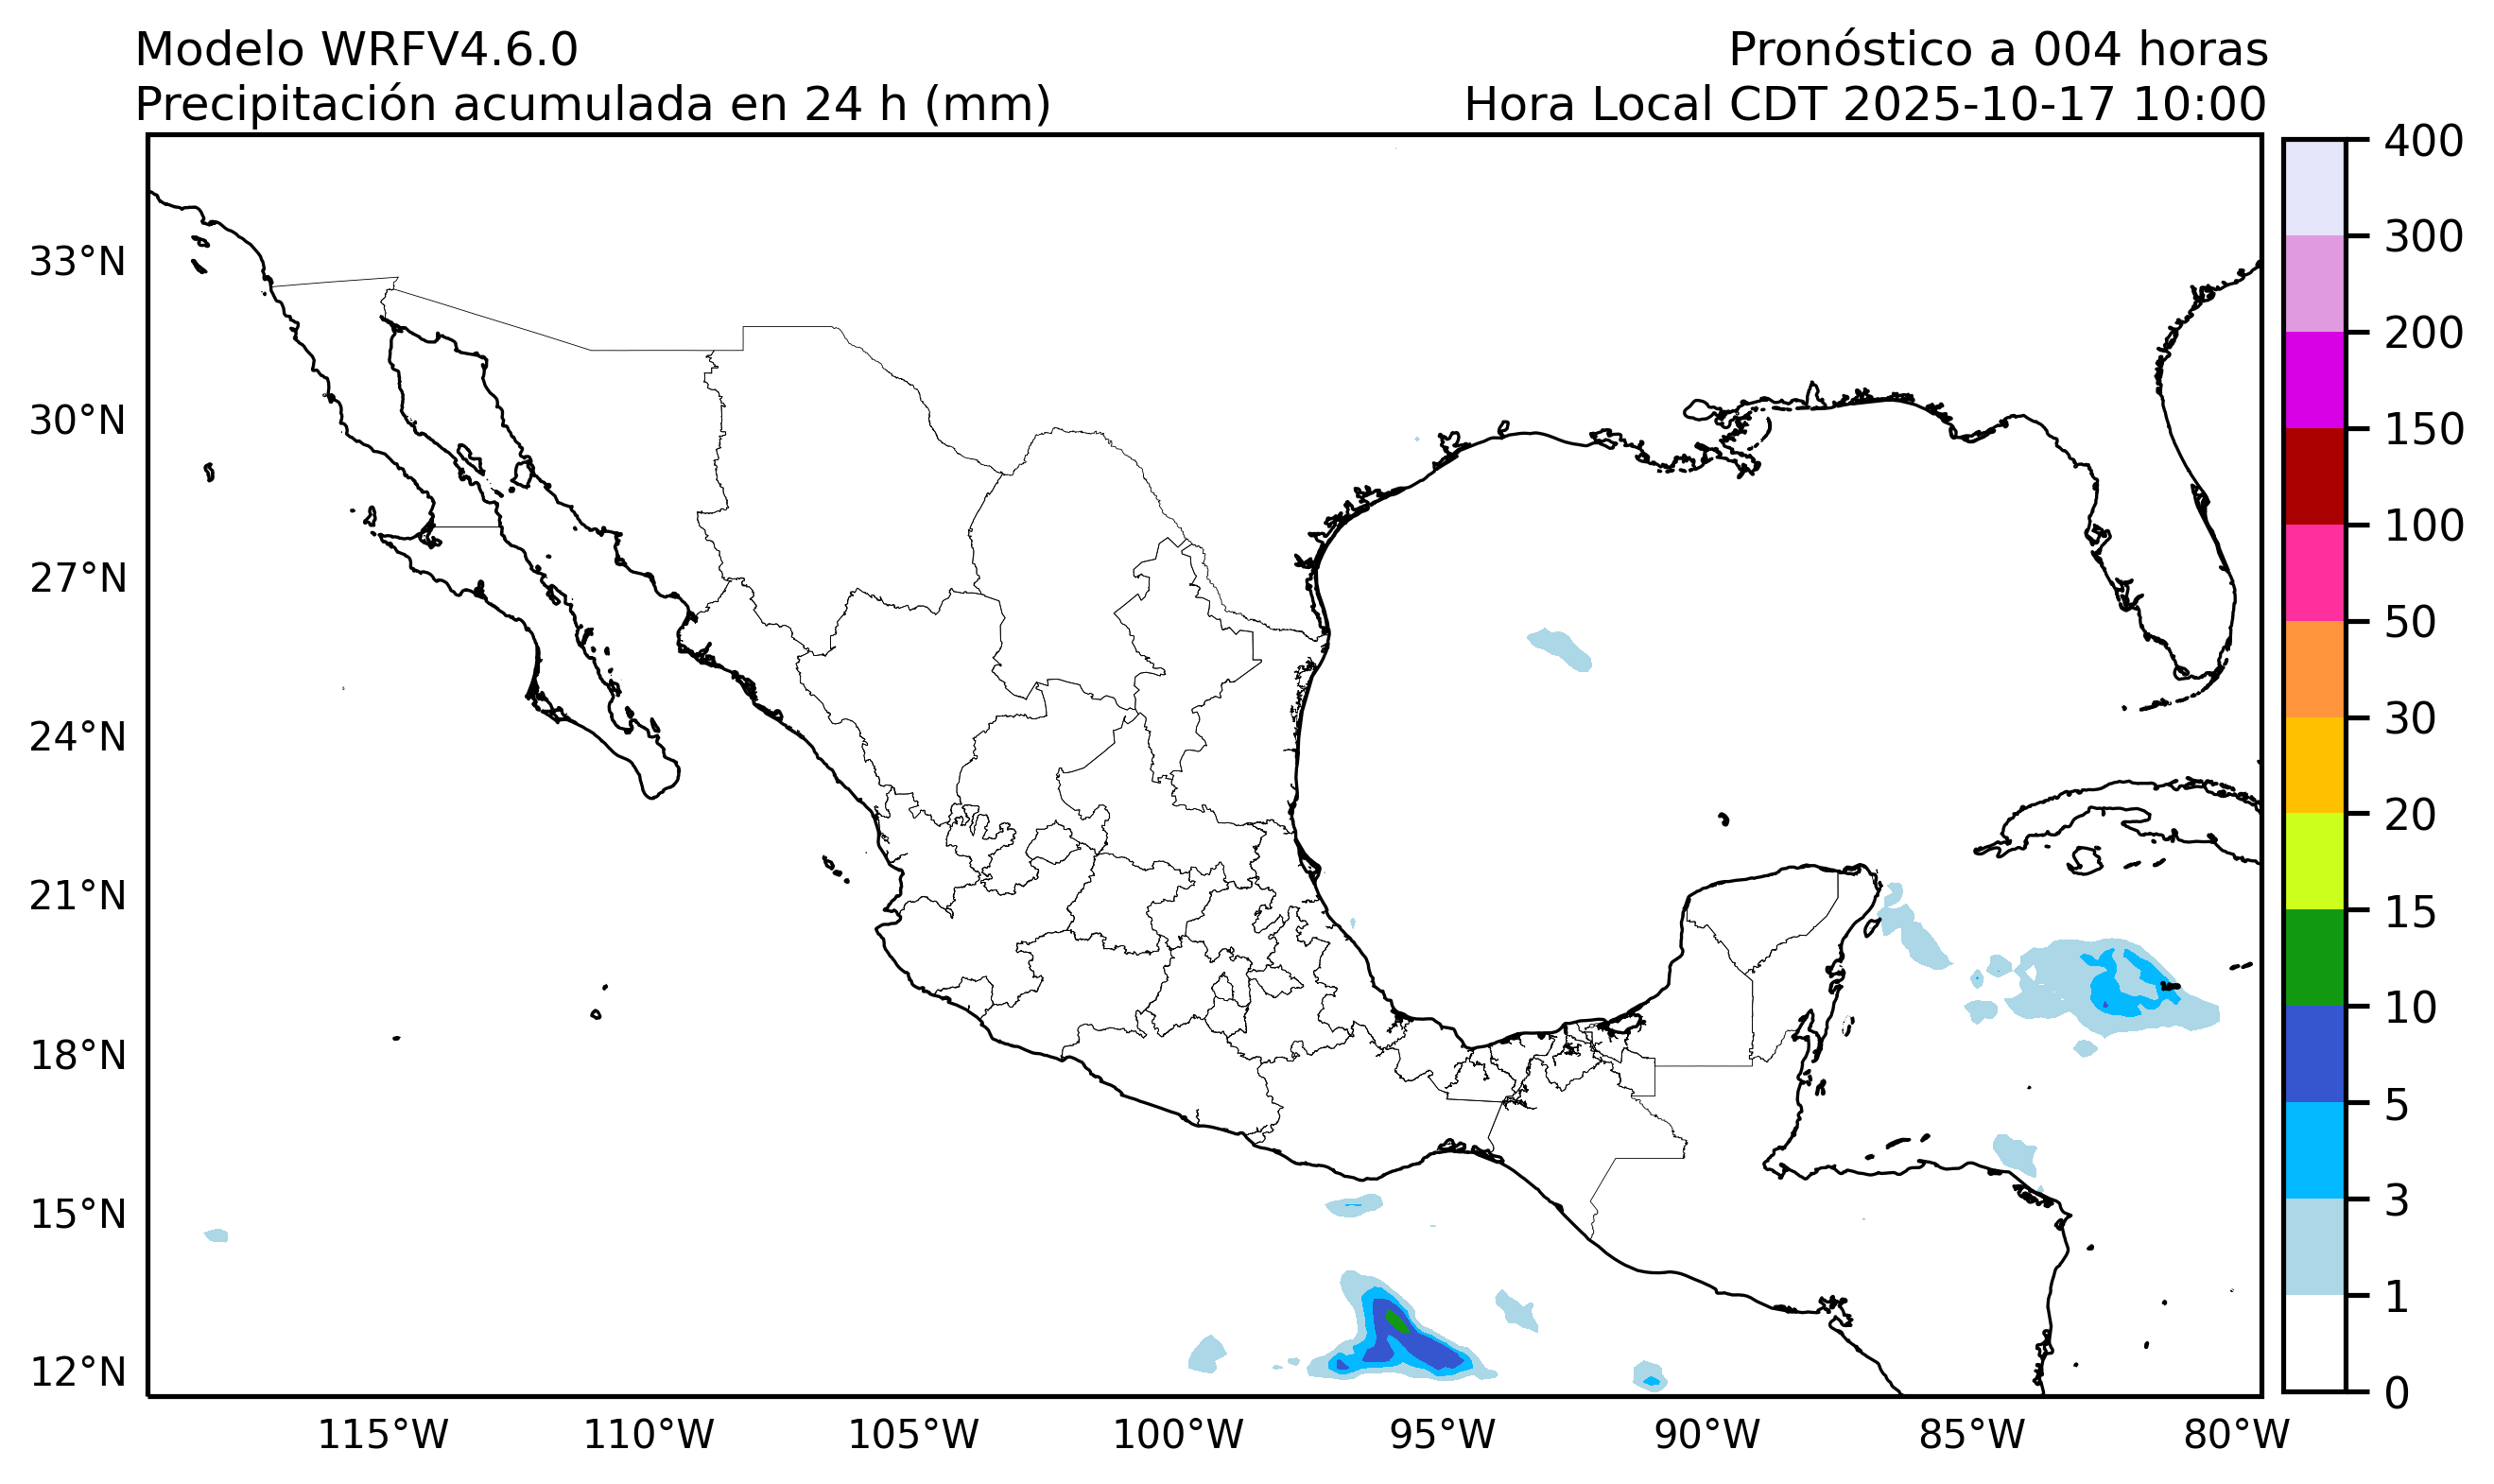 Modelo WRFV4.6.0
Pronóstico a 004 horas
Precipitación acumulada en 24 h (mm)
Hora Local CDT 2025-10-17 10:00
400
300
200
150
100
50
30
20
15
10
5
3
1
0
33°N
30°N
27°N
24°N
21°N
18°N
15°N
12°N
115°W
110°W
105°W
100°W
95°W
90°W
85°W
80°W